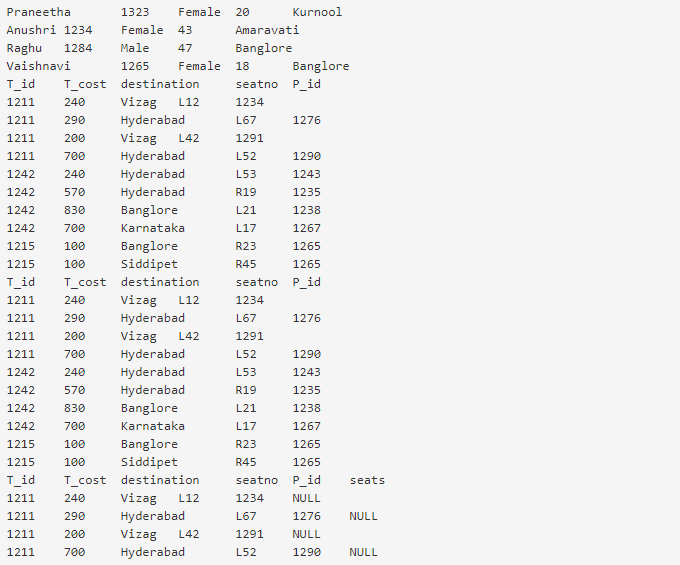 Praneetha 1323 Female 20 Kurnool
Anushri 1234 Female 43 Amaravati
Raghu 1284 Male 47 Banglore
Vaishnavi 1265 Female 18 Banglore
T_id T_cost destination seatno P_id
1211 240 Vizag L12 1234
1211 290 Hyderabad L67 1276
1211 200 Vizag L42 1291
1211 700 Hyderabad L52 1290
1242 240 Hyderabad L53 1243
1242 570 Hyderabad R19 1235
1242 830 Banglore L21 1238
1242 700 Karnataka L17 1267
1215 100 Banglore R23 1265
1215 100 Siddipet R45 1265
T_id T_cost destination seatno P_id
1211 240 Vizag L12 1234
1211 290 Hyderabad L67 1276
1211 200 Vizag L42 1291
1211 700 Hyderabad L52 1290
1242 240 Hyderabad L53 1243
1242 570 Hyderabad R19 1235
1242 830 Banglore L21 1238
1242 700 Karnataka L17 1267
1215 100 Banglore R23 1265
1215 100 Siddipet R45 1265
T_id T_cost destination seatno P_id seats
1211 240 Vizag L12 1234 NULL
1211 290 Hyderabad L67 1276 NULL
1211 200 Vizag L42 1291 NULL
1211 700 Hyderabad L52 1290 NULL